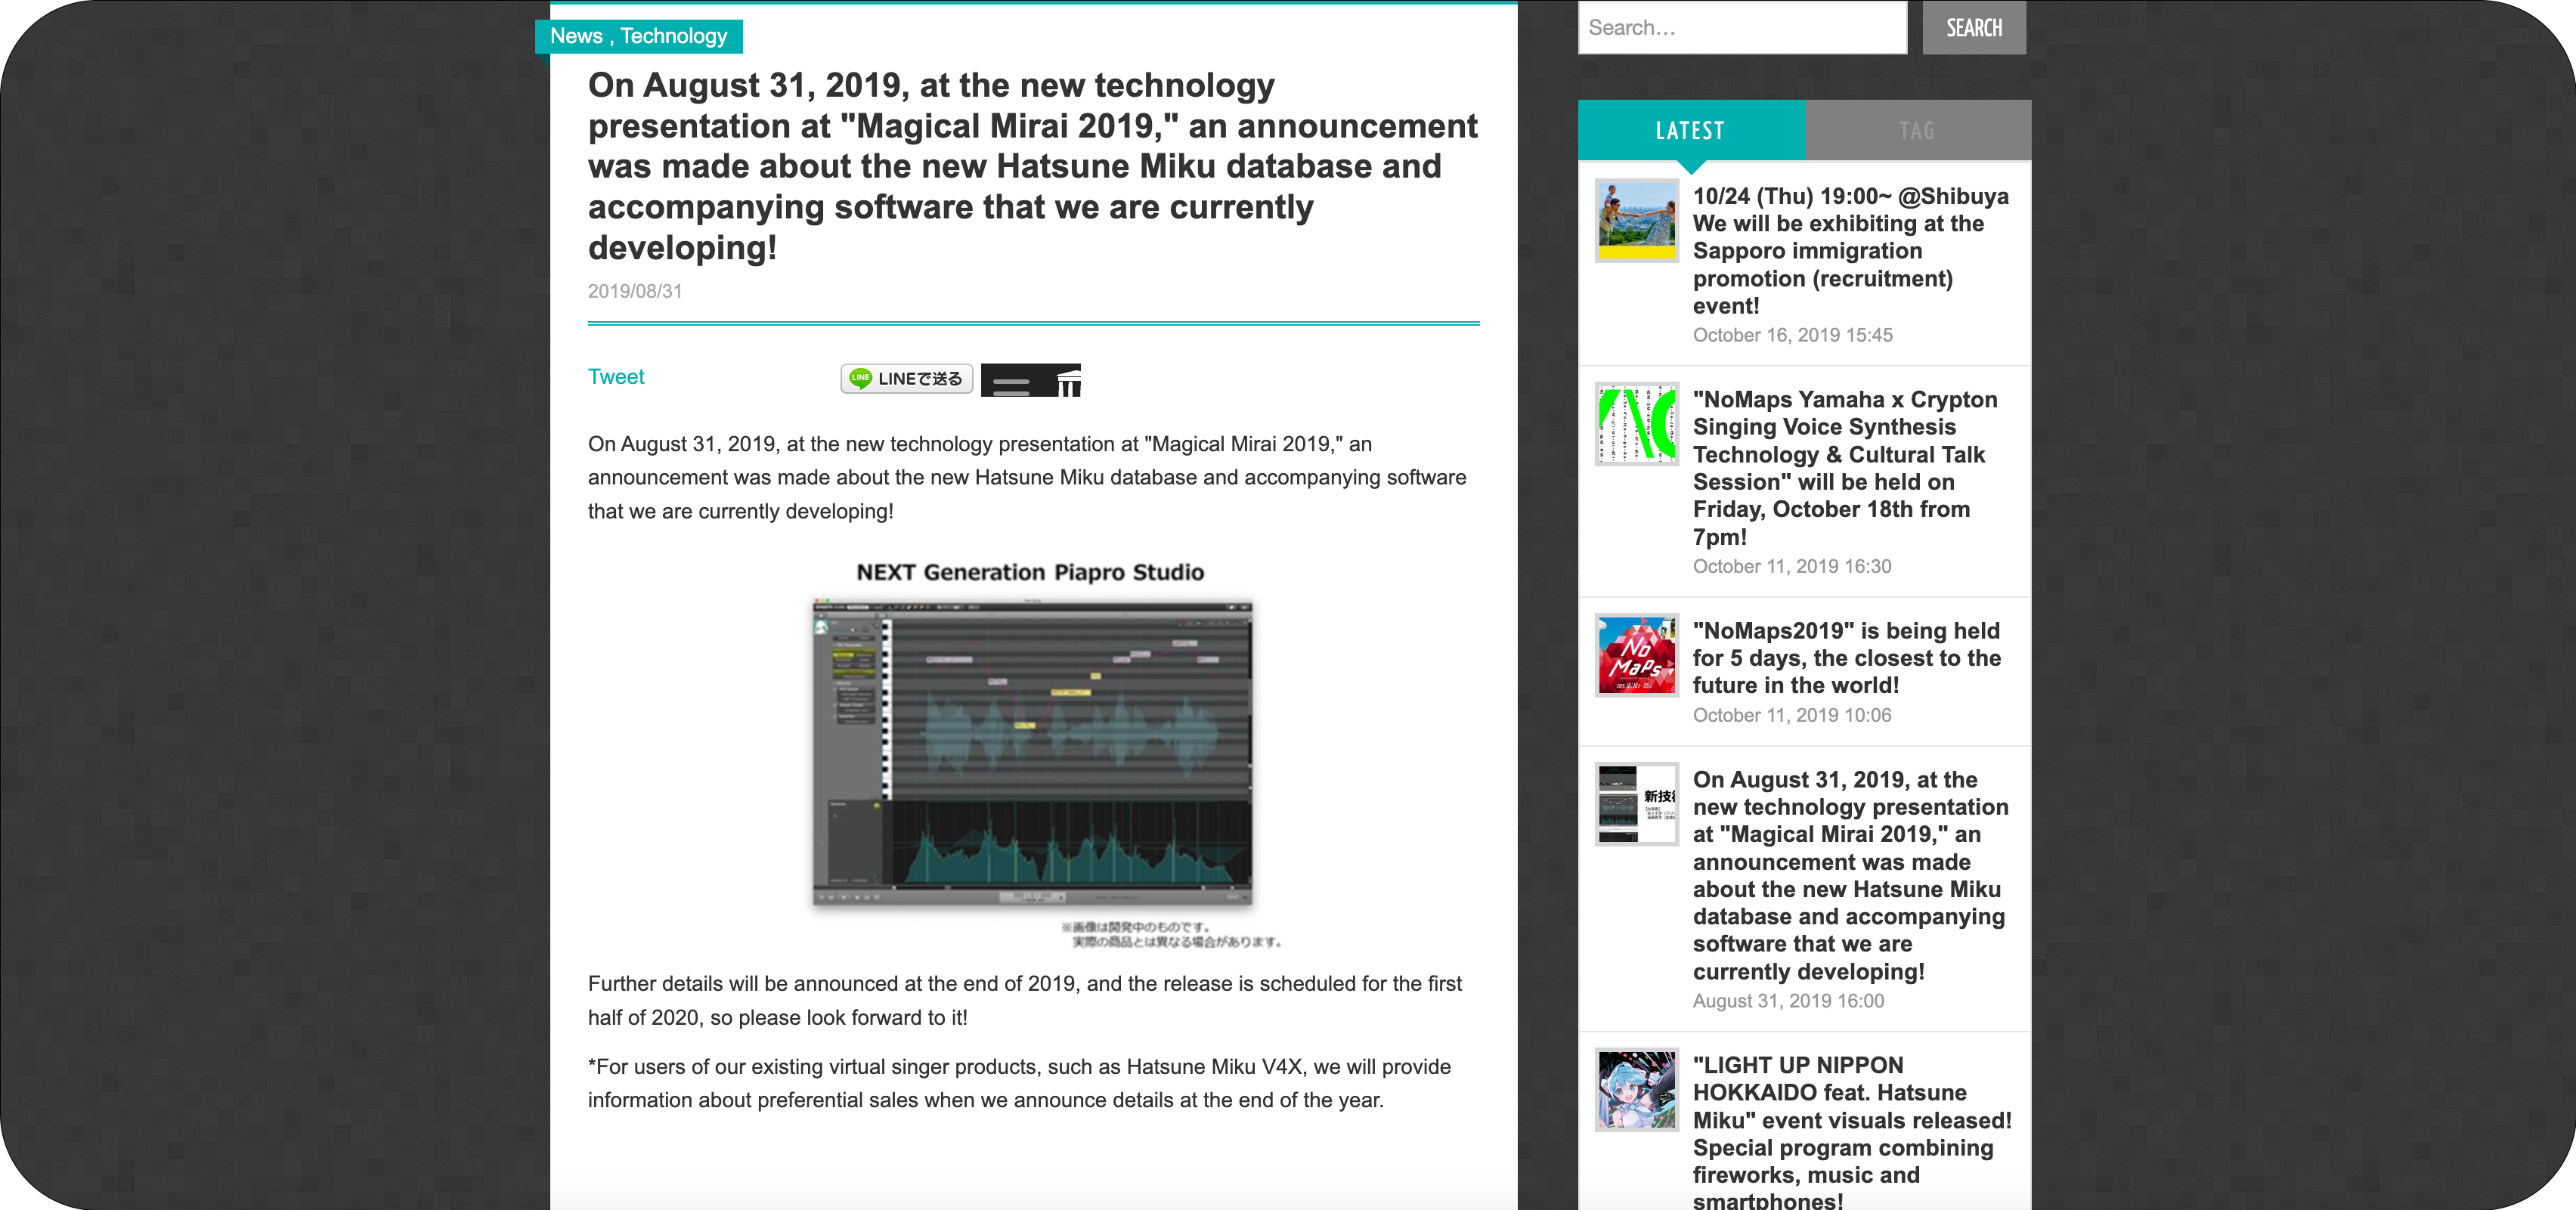 News , Technology
On August 31, 2019, at the new technology
presentation at "Magical Mirai 2019," an announcement
was made about the new Hatsune Miku database and
accompanying software that we are currently
developing!
2019/08/31
Tweet
LINE LINEで送る
On August 31, 2019, at the new technology presentation at "Magical Mirai 2019," an
announcement was made about the new Hatsune Miku database and accompanying software
that we are currently developing!
NEXT Generation Piapro Studio
※画像は開発中のものです。
実際の商品とは異なる場合があります。
Further details will be announced at the end of 2019, and the release is scheduled for the first
half of 2020, so please look forward to it!
*For users of our existing virtual singer products, such as Hatsune Miku V4X, we will provide
information about preferential sales when we announce details at the end of the year.
Search...
SEARCH
LATEST
TAG
10/24 (Thu) 19:00~ @Shibuya
We will be exhibiting at the
Sapporo immigration
promotion (recruitment)
event!
October 16, 2019 15:45
"NoMaps Yamaha x Crypton
Singing Voice Synthesis
Technology & Cultural Talk
Session" will be held on
Friday, October 18th from
7pm!
October 11, 2019 16:30
No
MaPs
"NoMaps2019" is being held
for 5 days, the closest to the
future in the world!
October 11, 2019 10:06
新技
On August 31, 2019, at the
new technology presentation
at "Magical Mirai 2019," an
announcement was made
about the new Hatsune Miku
database and accompanying
software that we are
currently developing!
August 31, 2019 16:00
"LIGHT UP NIPPON
HOKKAIDO feat. Hatsune
Miku" event visuals released!
Special program combining
fireworks, music and
smartphones!